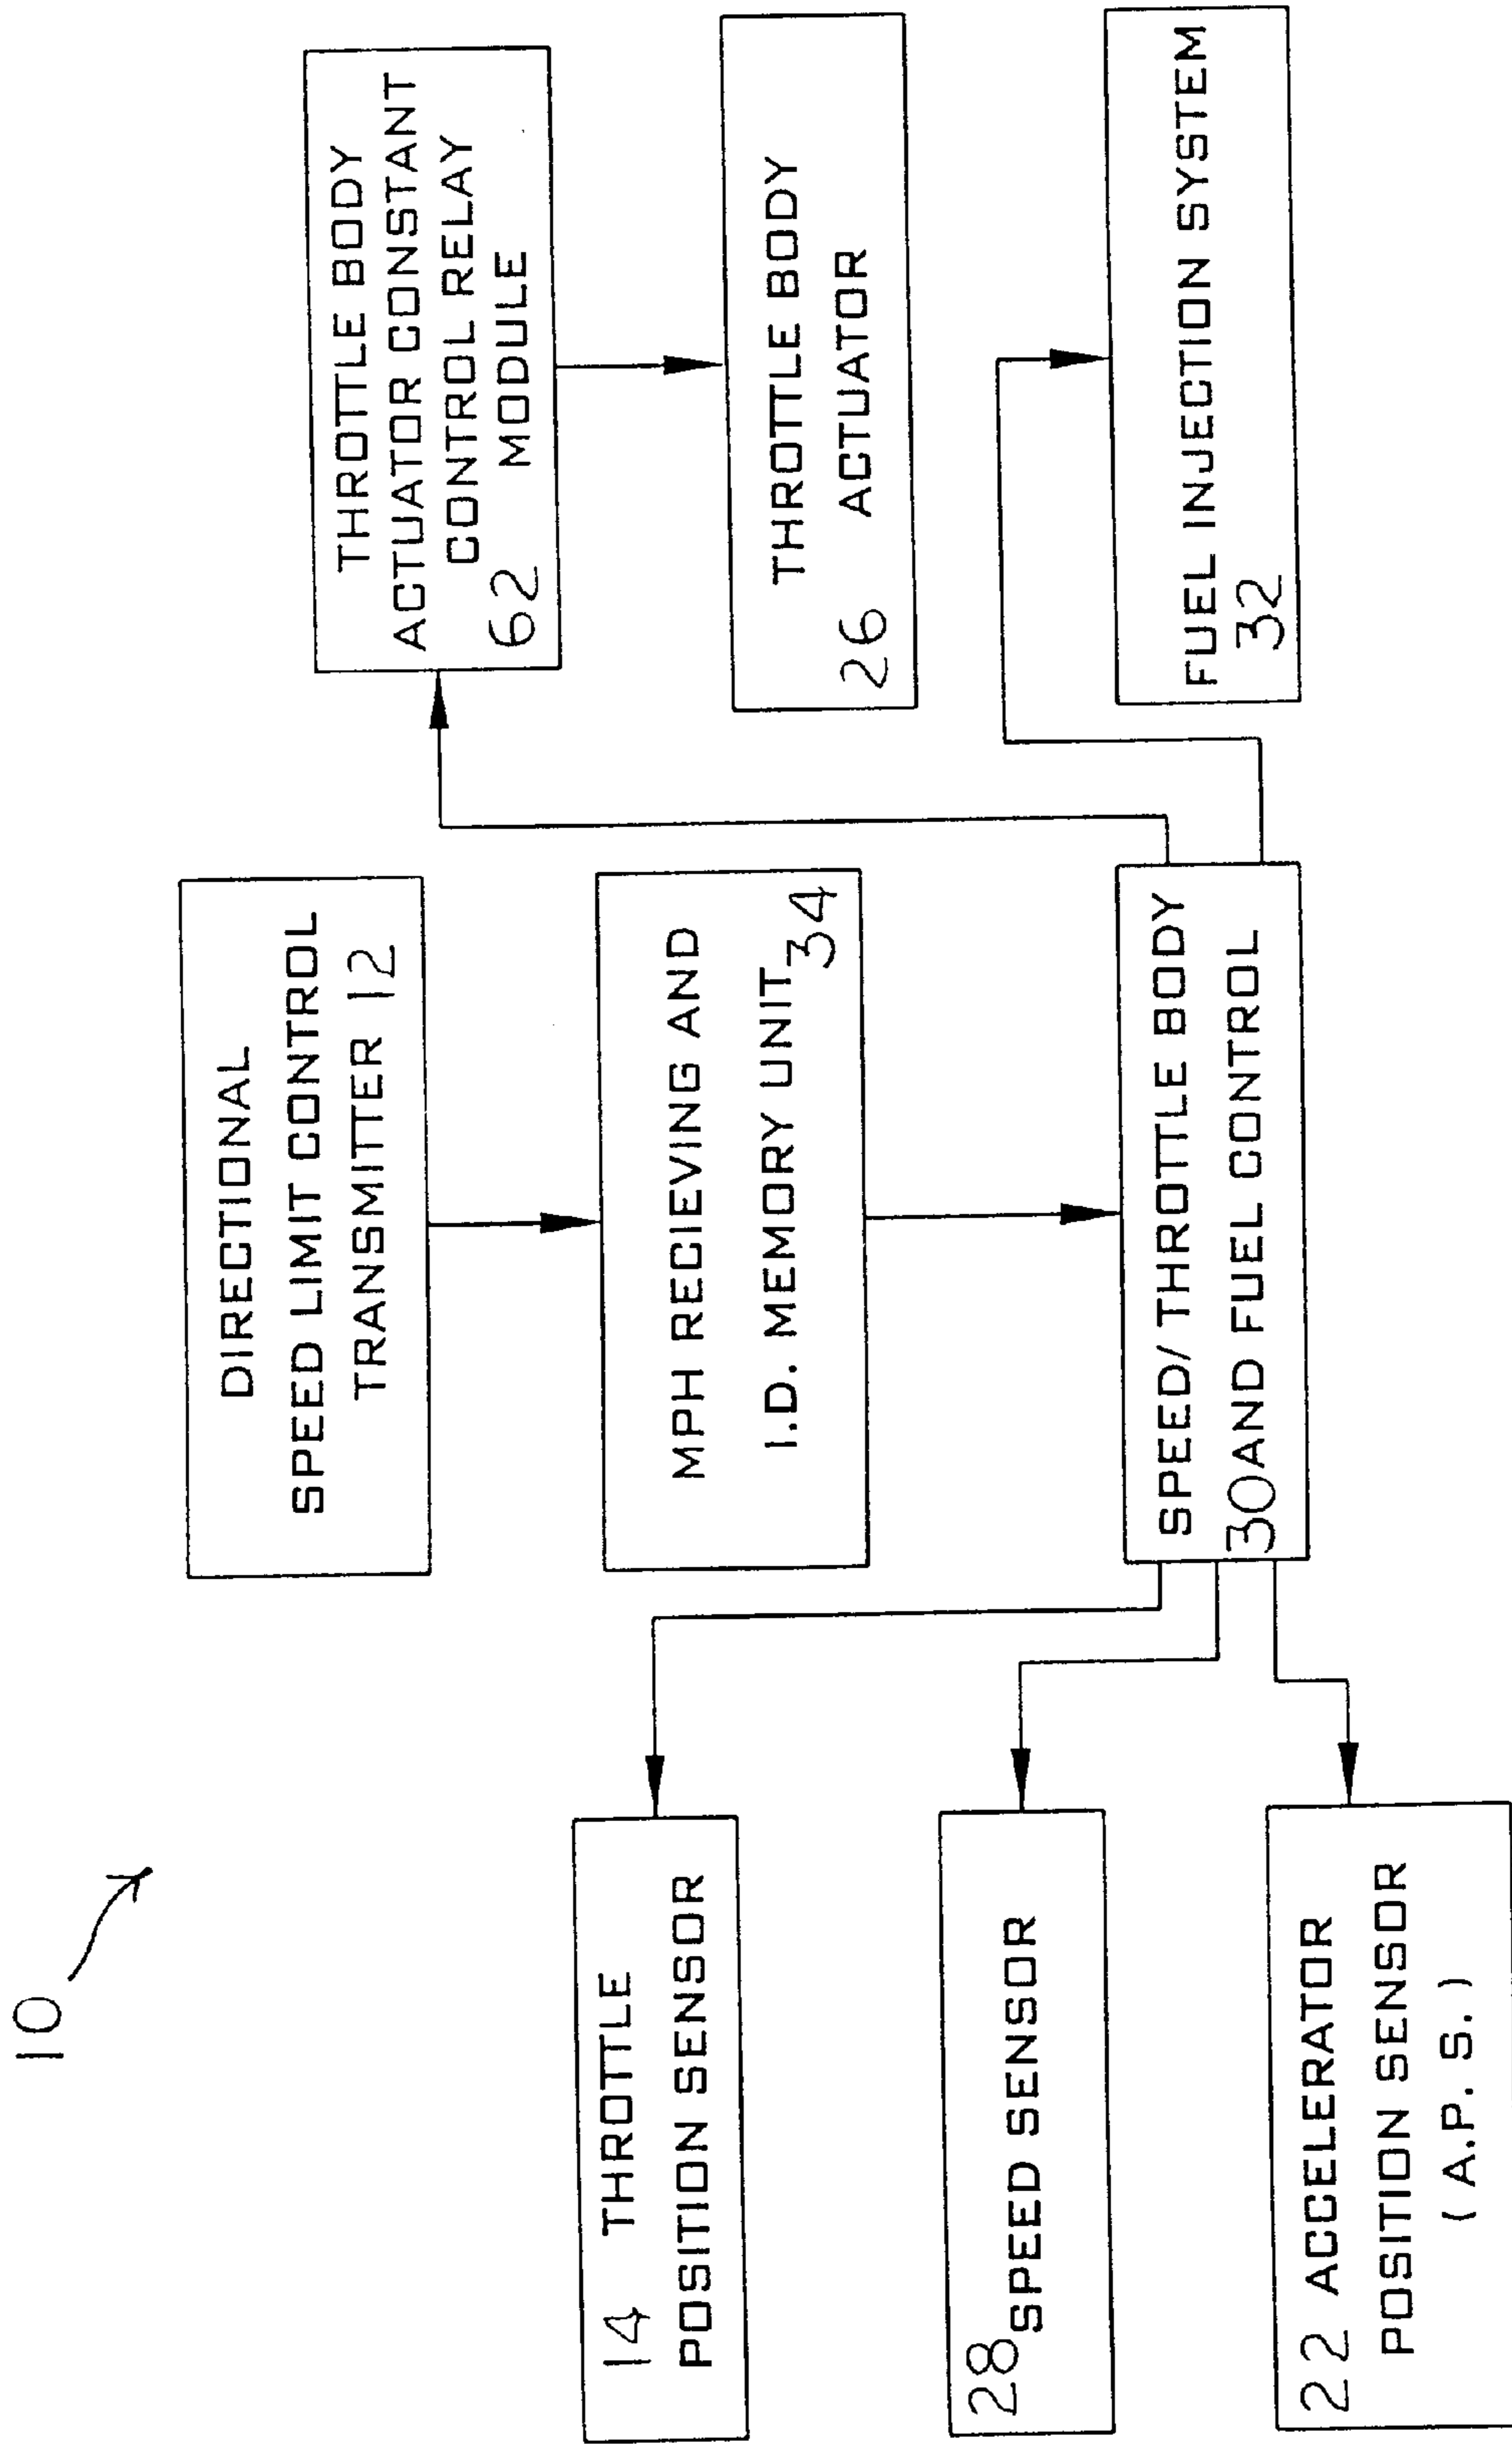 10
DIRECTIONAL
SPEED LIMIT CONTROL
TRANSMITTER 12
MPH RECIEVING AND
I.D. MEMORY UNIT 34
SPEED/THROTTLE BODY
30 AND FUEL CONTROL
14 THROTTLE
POSITION SENSOR
28 SPEED SENSOR
22 ACCELERATOR
POSITION SENSOR
( A.P. S. )
THROTTLE BODY
ACTUATOR CONSTANT
CONTROL RELAY
62 MODULE
THROTTLE BODY
26 ACTUATOR
FUEL INJECTION SYSTEM
32